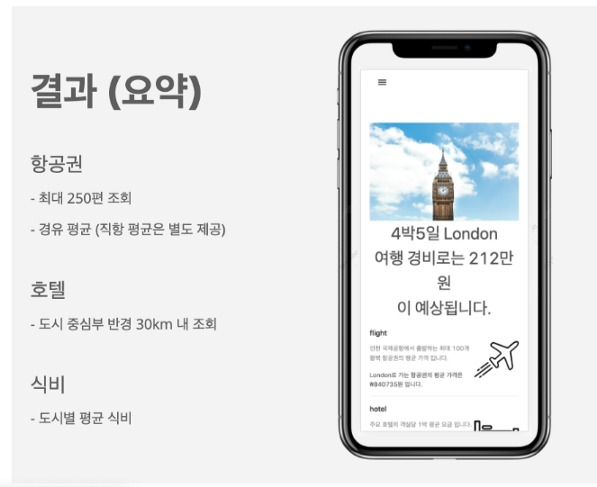 결과 (요약)
항공권
- 최대 250편 조회
- 경유 평균 (직항 평균은 별도 제공)
호텔
- 도시 중심부 반경 30km 내 조회
식비
- 도시별 평균 식비
4박5일 London
여행 경비로는 212만
원
이 예상됩니다.
flight
인천 국제공항에서 출발하는 최대 100개
왕복 항공권의 평균 가격 입니다.
London로 가는 항공권의 평균 가격은
₩840735원 입니다.
hotel
주요 호텔의 객실당 1박 평균 요금 입니다.